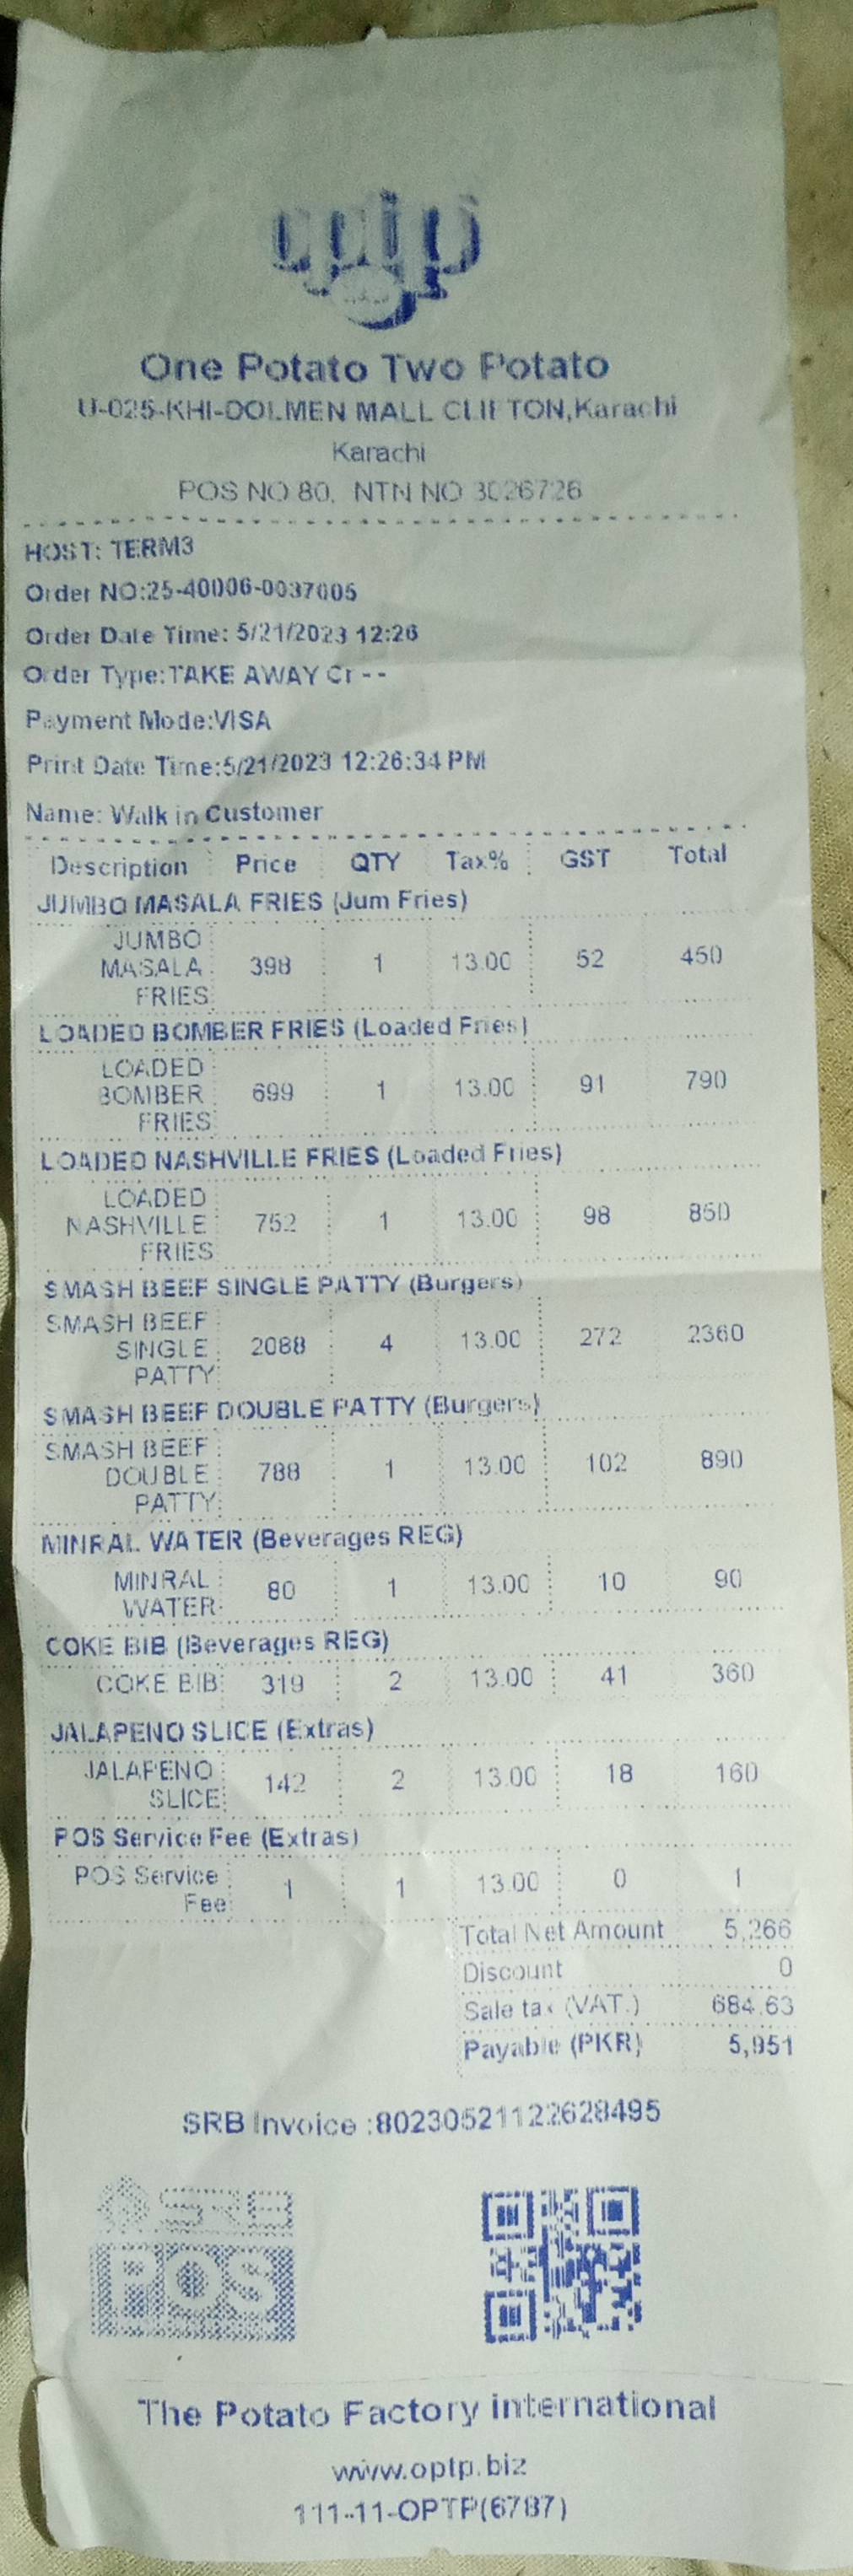 optp
One Potato Two Potato
U-025-KHI-DOLMEN MALL CLIFTON,Karachi
Karachi
POS NO 80, NTN NO 3026726
HOST: TERM3
Order NO:25-40006-0037005
Order Date Time: 5/21/2023 12:26
Order Type:TAKE AWAY Cr --
Payment Mode:VISA
Print Date Time:5/21/2023 12:26:34 PM
Name: Walk in Customer
Description Price QTY Tax% GST Total
JUMBO MASALA FRIES (Jum Fries)
JUMBO
MASALA 398 1 13.00 52 450
FRIES
LOADED BOMBER FRIES (Loaded Fries)
LOADED
BOMBER 699 1 13.00 91 790
FRIES
LOADED NASHVILLE FRIES (Loaded Fries)
LOADED
NASHVILLE 752 1 13.00 98 850
FRIES
SMASH BEEF SINGLE PATTY (Burgers)
SMASH BEEF
SINGLE 2088 4 13.00 272 2360
PATTY
SMASH BEEF DOUBLE PATTY (Burgers)
SMASH BEEF
DOUBLE 788 1 13.00 102 890
PATTY
MINRAL WATER (Beverages REG)
MINRAL 80 1 13.00 10 90
WATER
COKE BIB (Beverages REG)
COKE BIB 319 2 13.00 41 360
JALAPENO SLICE (Extras)
JALAPENO 142 2 13.00 18 160
SLICE
POS Service Fee (Extras)
POS Service 1 1 13.00 0 1
Fee
Total Net Amount 5,266
Discount 0
Sale tax (VAT.) 684.63
Payable (PKR) 5,951
SRB Invoice :80230521122628495
SRB
POS
The Potato Factory international
www.optp.biz
111-11-OPTP(6787)